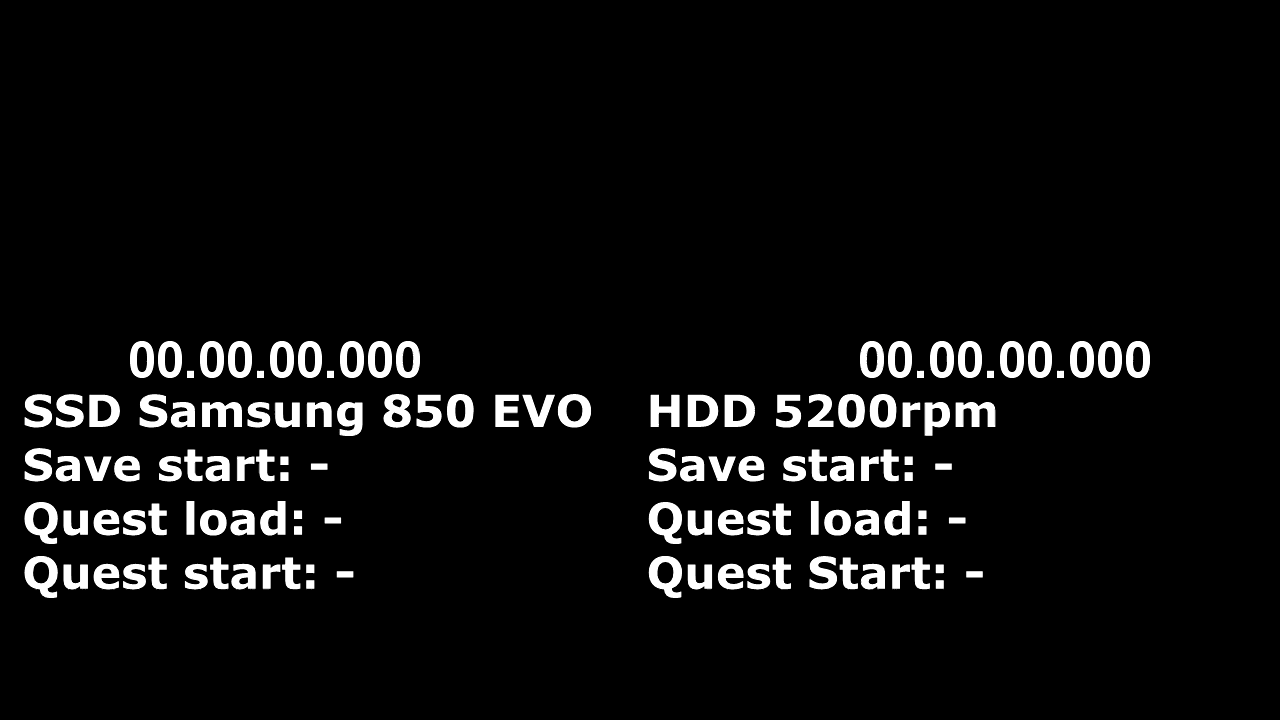 00.00.00.000
SSD Samsung 850 EVO
Save start: -
Quest load: -
Quest start: -
00.00.00.000
HDD 5200rpm
Save start: -
Quest load: -
Quest Start: -